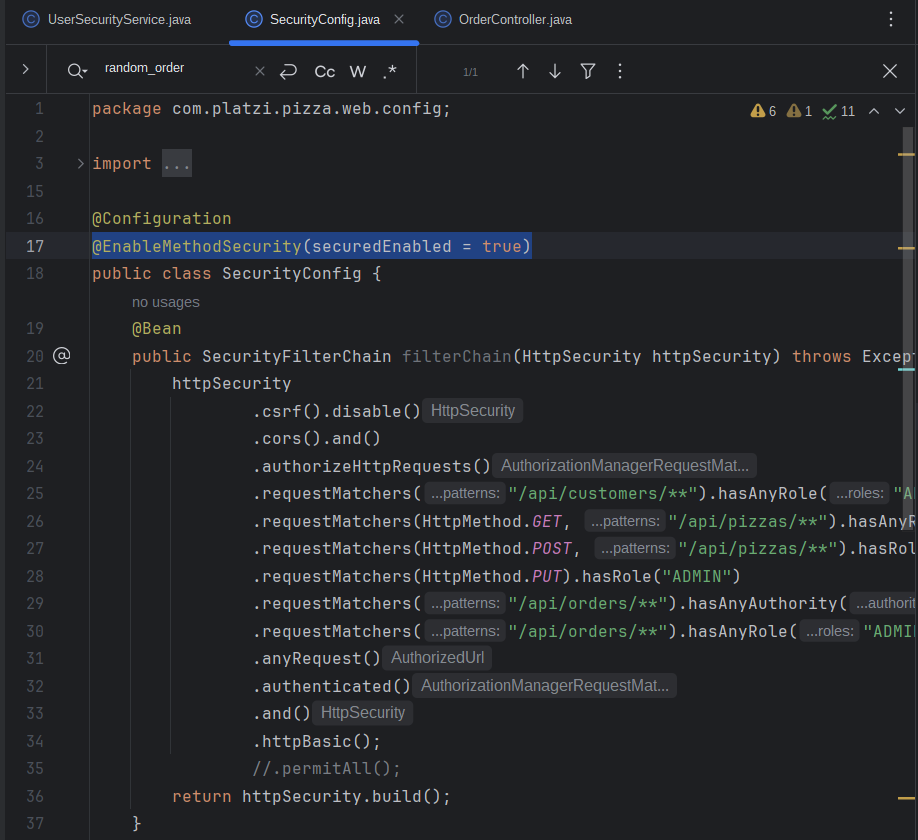 UserSecurityService.java SecurityConfig.java OrderController.java
random_order Cc W .* 1/1
1 package com.platzi.pizza.web.config; 6 1 11
2
3 import ...
15
16 @Configuration
17 @EnableMethodSecurity(securedEnabled = true)
18 public class SecurityConfig {
no usages
19 @Bean
20 public SecurityFilterChain filterChain(HttpSecurity httpSecurity) throws Excep
21 httpSecurity
22 .csrf().disable() HttpSecurity
23 .cors().and()
24 .authorizeHttpRequests() AuthorizationManagerRequestMat...
25 .requestMatchers( ...patterns: "/api/customers/**").hasAnyRole( ...roles: "A
26 .requestMatchers(HttpMethod.GET, ...patterns: "/api/pizzas/**").hasAnyR
27 .requestMatchers(HttpMethod.POST, ...patterns: "/api/pizzas/**").hasRol
28 .requestMatchers(HttpMethod.PUT).hasRole("ADMIN")
29 .requestMatchers( ...patterns: "/api/orders/**").hasAnyAuthority( ...authorit
30 .requestMatchers( ...patterns: "/api/orders/**").hasAnyRole( ...roles: "ADMI
31 .anyRequest() AuthorizedUrl
32 .authenticated() AuthorizationManagerRequestMat...
33 .and() HttpSecurity
34 .httpBasic();
35 //.permitAll();
36 return httpSecurity.build();
37 }